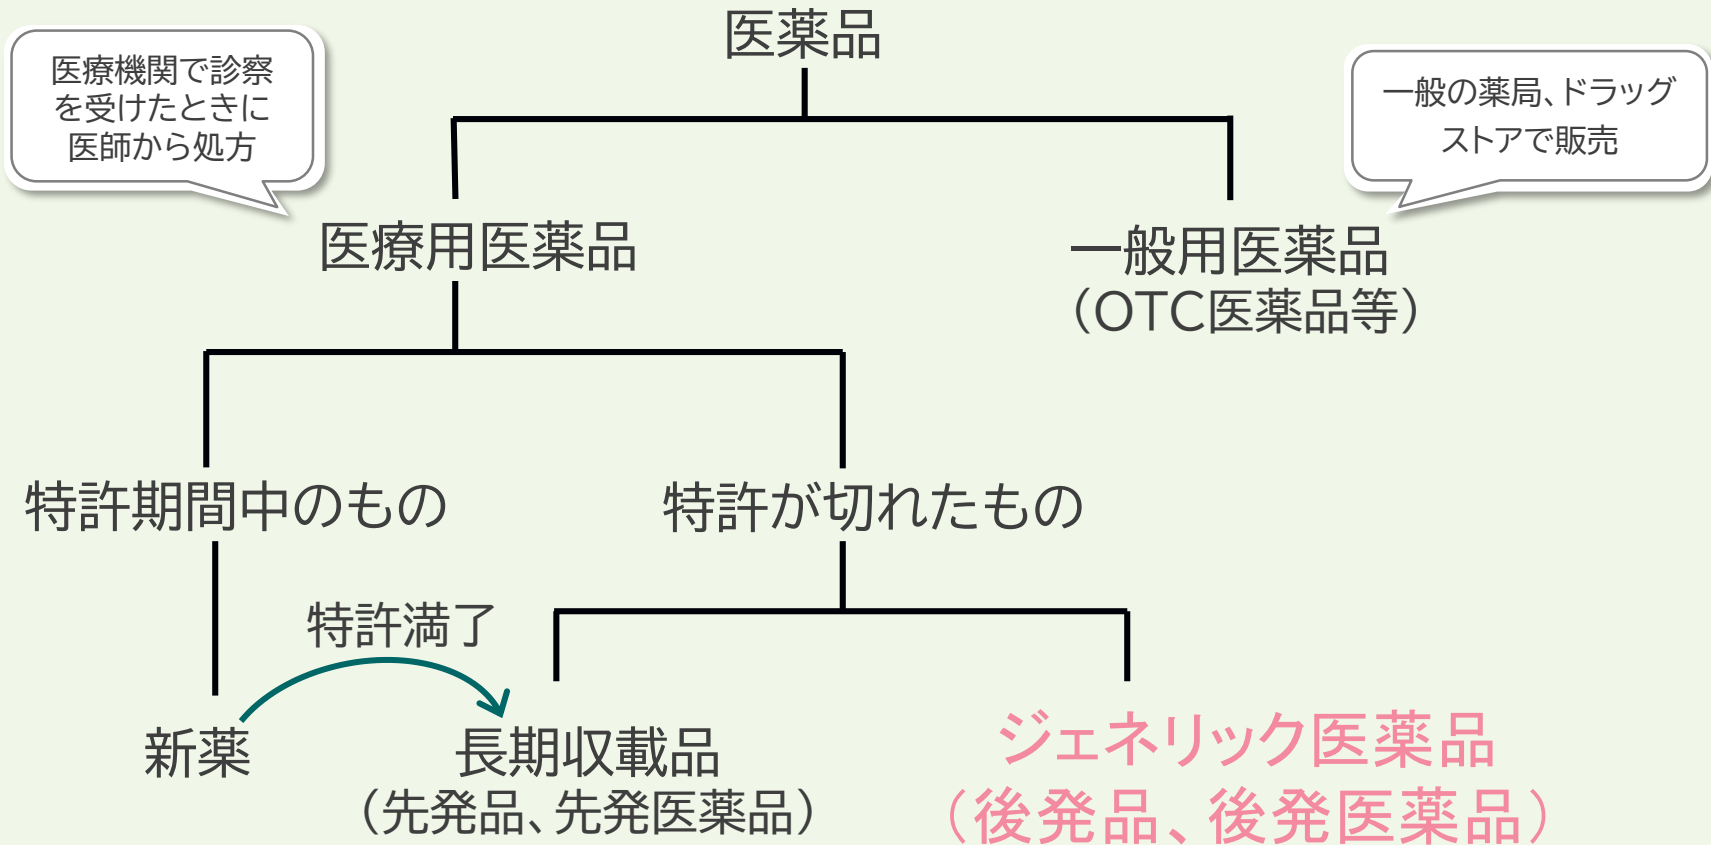 医薬品
医療機関で診察
を受けたときに
医師から処方
一般の薬局、ドラッグ
ストアで販売
医療用医薬品
一般用医薬品
（OTC医薬品等）
特許期間中のもの
特許が切れたもの
特許満了
新薬
長期収載品
（先発品、先発医薬品）
ジェネリック医薬品
（後発品、後発医薬品）